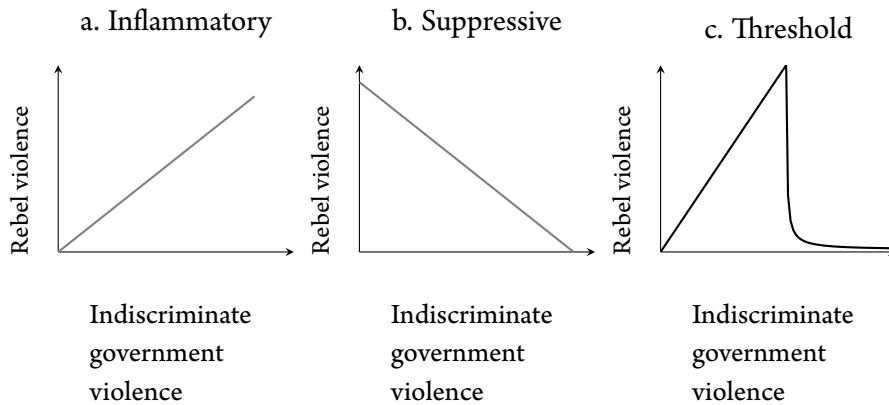 a. Inflammatory
b. Suppressive
c. Threshold
Rebel violence
Rebel violence
Rebel violence
Indiscriminate
government
violence
Indiscriminate
government
violence
Indiscriminate
government
violence